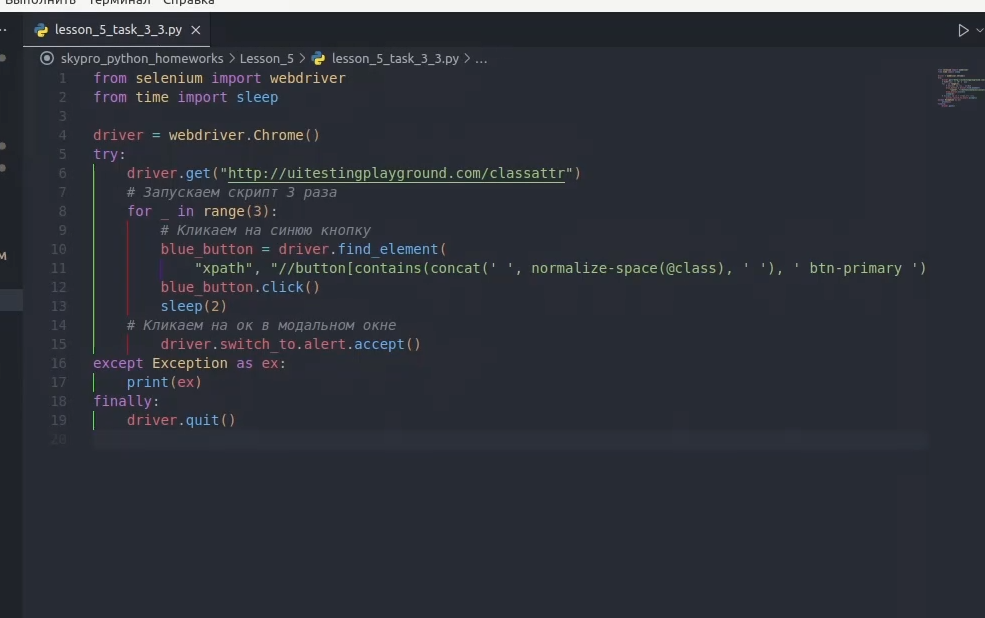 Выполнить Терминал Справка
lesson_5_task_3_3.py ×
skypro_python_homeworks > Lesson_5 > lesson_5_task_3_3.py > ...
1 from selenium import webdriver
2 from time import sleep
3
4 driver = webdriver.Chrome()
5 try:
6 driver.get("http://uitestingplayground.com/classattr")
7 # Запускаем скрипт 3 раза
8 for _ in range(3):
9 # Кликаем на синюю кнопку
10 blue_button = driver.find_element(
11 "xpath", "//button[contains(concat(' ', normalize-space(@class), ' '), ' btn-primary ')
12 blue_button.click()
13 sleep(2)
14 # Кликаем на ок в модальном окне
15 driver.switch_to.alert.accept()
16 except Exception as ex:
17 print(ex)
18 finally:
19 driver.quit()
20
M